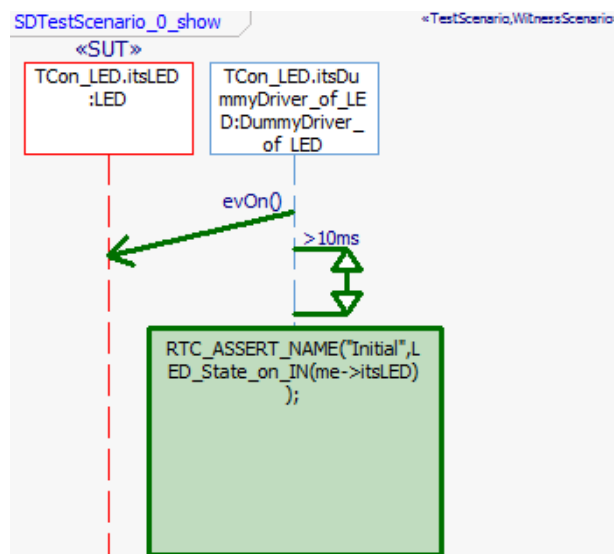 SDTestScenario_0_show
«TestScenario,WitnessScenario
«SUT»
TCon_LED.itsLED
:LED
TCon_LED.itsDu
mmyDriver_of_LE
D:DummyDriver_
of_LED
evOn()
>10ms
RTC_ASSERT_NAME("Initial",L
ED_State_on_IN(me->itsLED)
);